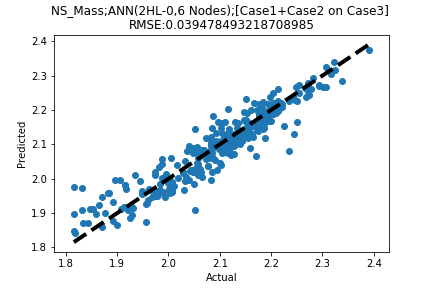 NS_Mass;ANN(2HL-0,6 Nodes);[Case1+Case2 on Case3]
RMSE:0.039478493218708985
2.4
2.3
2.2
2.1
2.0
1.9
1.8
Predicted
1.8 1.9 2.0 2.1 2.2 2.3 2.4
Actual